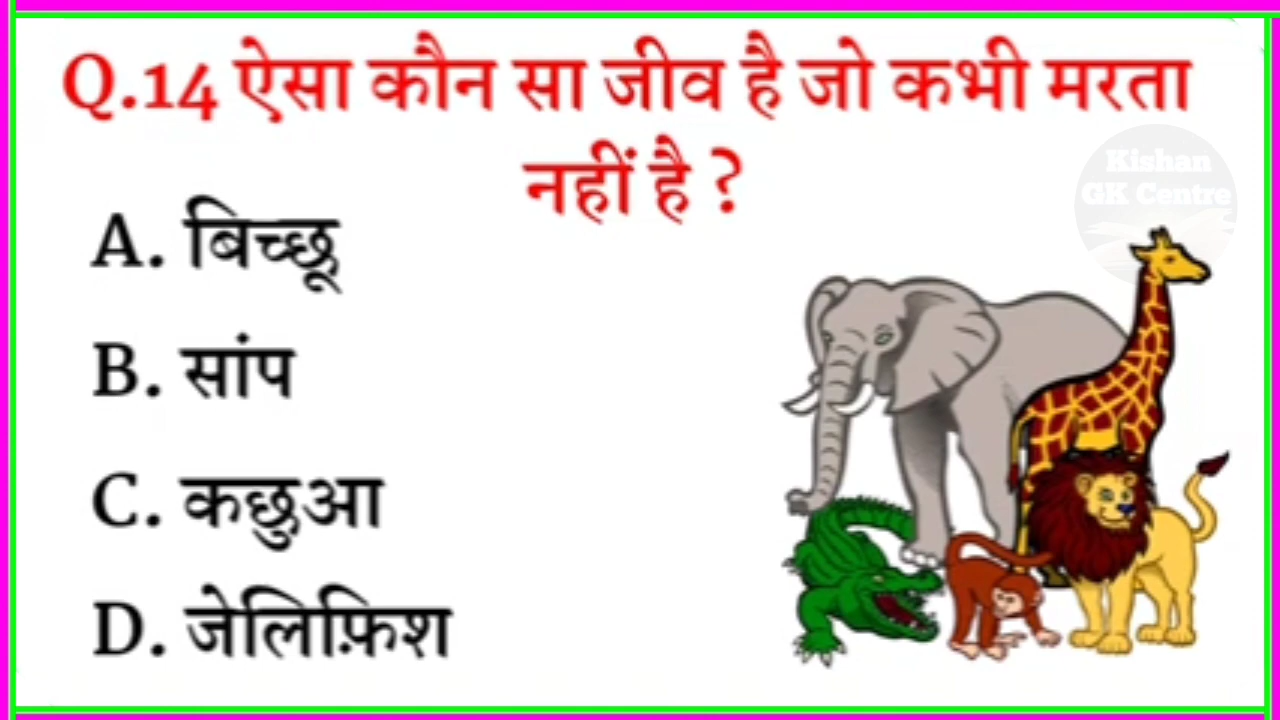 Q.14 ऐसा कौन सा जीव है जो कभी मरता
नहीं है ?
Kishan
GK Centre
A. बिच्छू
B. सांप
C. कछुआ
D. जेलिफ़िश